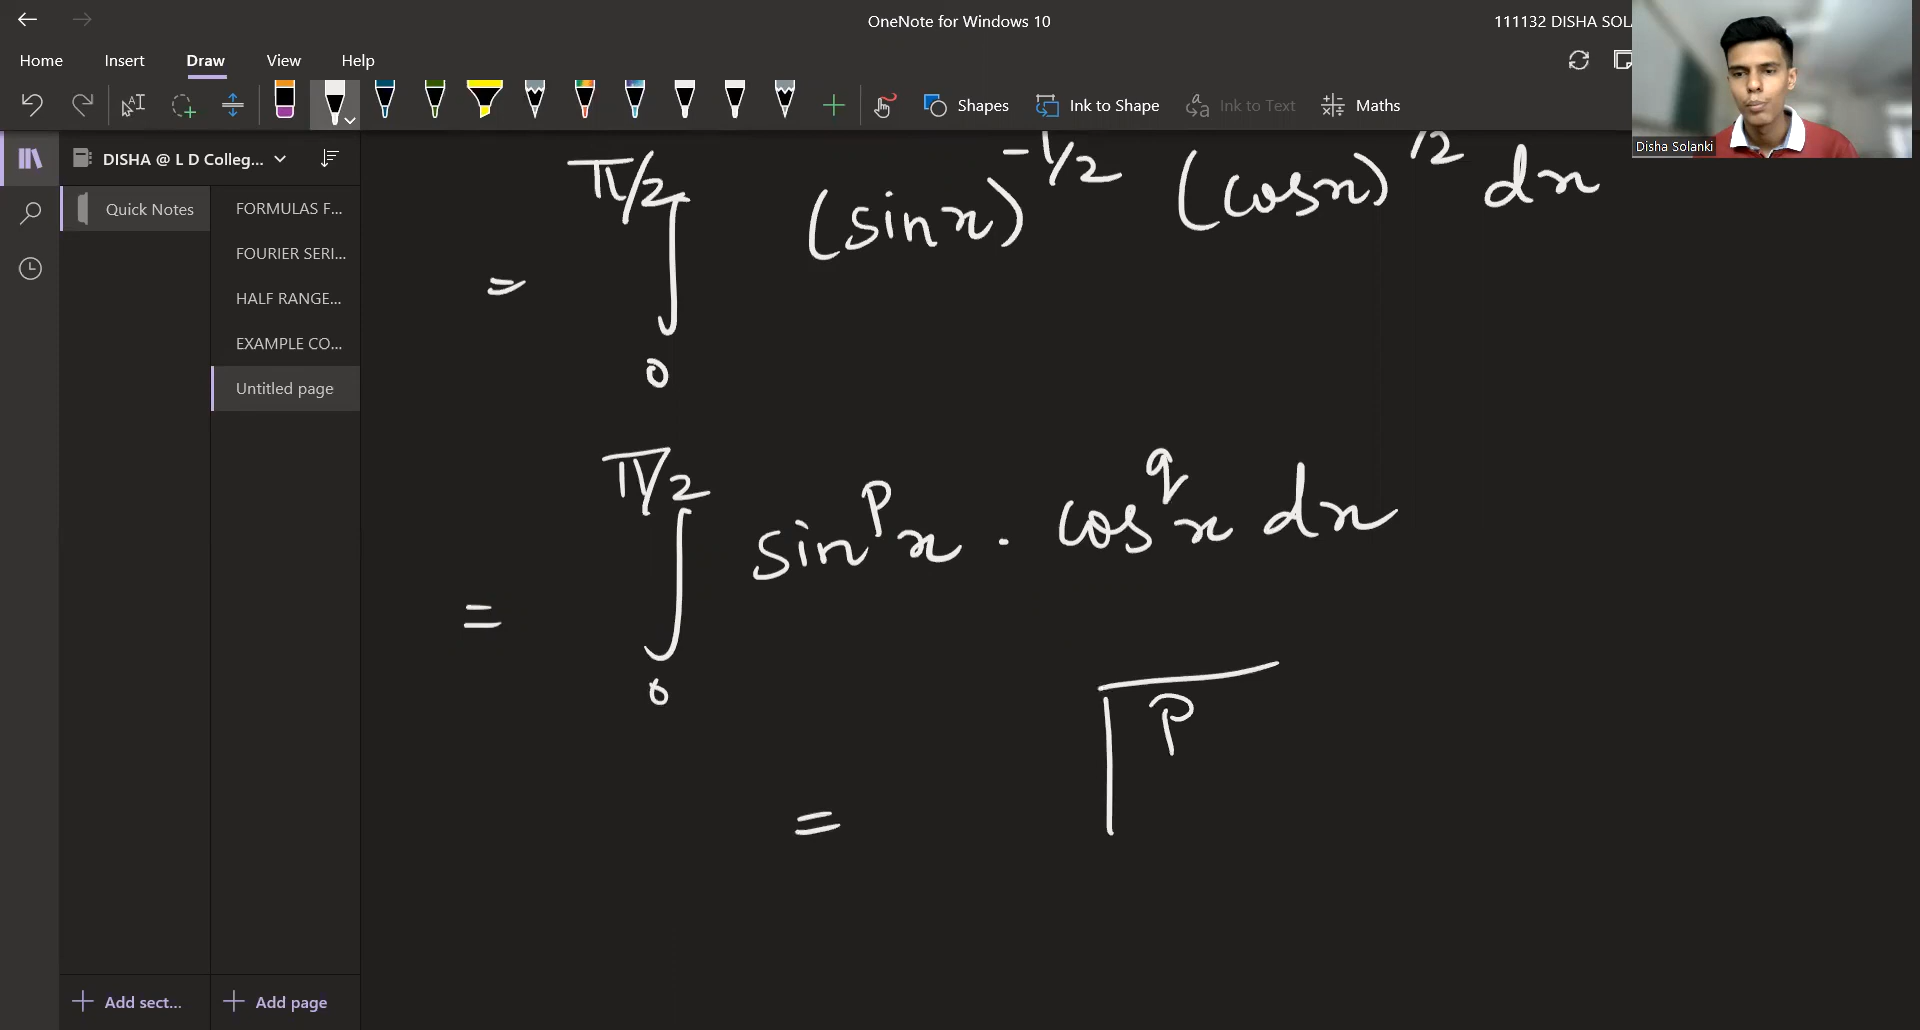 OneNote for Windows 10
111132 DISHA SOLA
Home Insert Draw View Help
Shapes Ink to Shape Ink to Text Maths
Disha Solanki
DISHA @ L D Colleg...
Quick Notes
FORMULAS F...
FOURIER SERI...
HALF RANGE...
EXAMPLE CO...
Untitled page
= ∫ π/2 0 (sin x)^-1/2 (cos x)^1/2 dx
= ∫ π/2 0 sin^p x . cos^q x dx
= Γ p
Add sect...
Add page